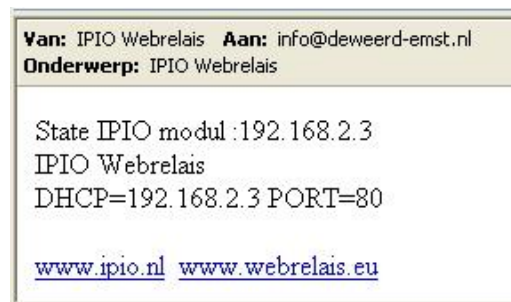 Van: IPIO Webrelais Aan: info@deweerd-emst.nl
Onderwerp: IPIO Webrelais
State IPIO modul :192.168.2.3
IPIO Webrelais
DHCP=192.168.2.3 PORT=80
www.ipio.nl www.webrelais.eu